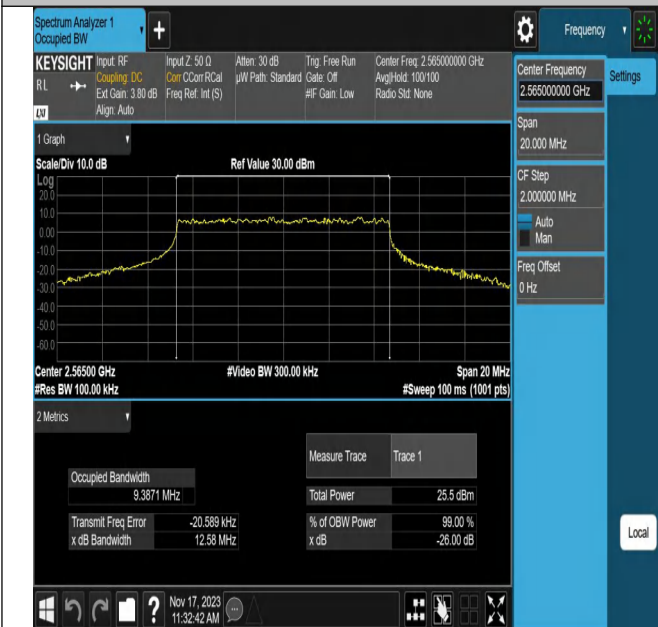 Spectrum Analyzer 1
Occupied BW
Frequency
KEYSIGHT
R L
LXI
Input: RF
Coupling: DC
Ext Gain: 3.80 dB
Align: Auto
Input Z: 50 Ω
Corr CCorr RCal
Freq Ref: Int (S)
Atten: 30 dB
µW Path: Standard
Trig: Free Run
Gate: Off
#IF Gain: Low
Center Freq: 2.565000000 GHz
Avg|Hold: 100/100
Radio Std: None
Center Frequency
2.565000000 GHz
Settings
Span
20.000 MHz
CF Step
2.000000 MHz
Auto
Man
Freq Offset
0 Hz
1 Graph
Scale/Div 10.0 dB
Ref Value 30.00 dBm
Log
20.0
10.0
0.00
-10.0
-20.0
-30.0
-40.0
-50.0
-60.0
Center 2.56500 GHz
#Video BW 300.00 kHz
Span 20 MHz
#Res BW 100.00 kHz
#Sweep 100 ms (1001 pts)
2 Metrics
Measure Trace
Trace 1
Occupied Bandwidth
9.3871 MHz
Total Power
25.5 dBm
Transmit Freq Error
-20.589 kHz
% of OBW Power
99.00 %
x dB Bandwidth
12.58 MHz
x dB
-26.00 dB
Local
Nov 17, 2023
11:32:42 AM